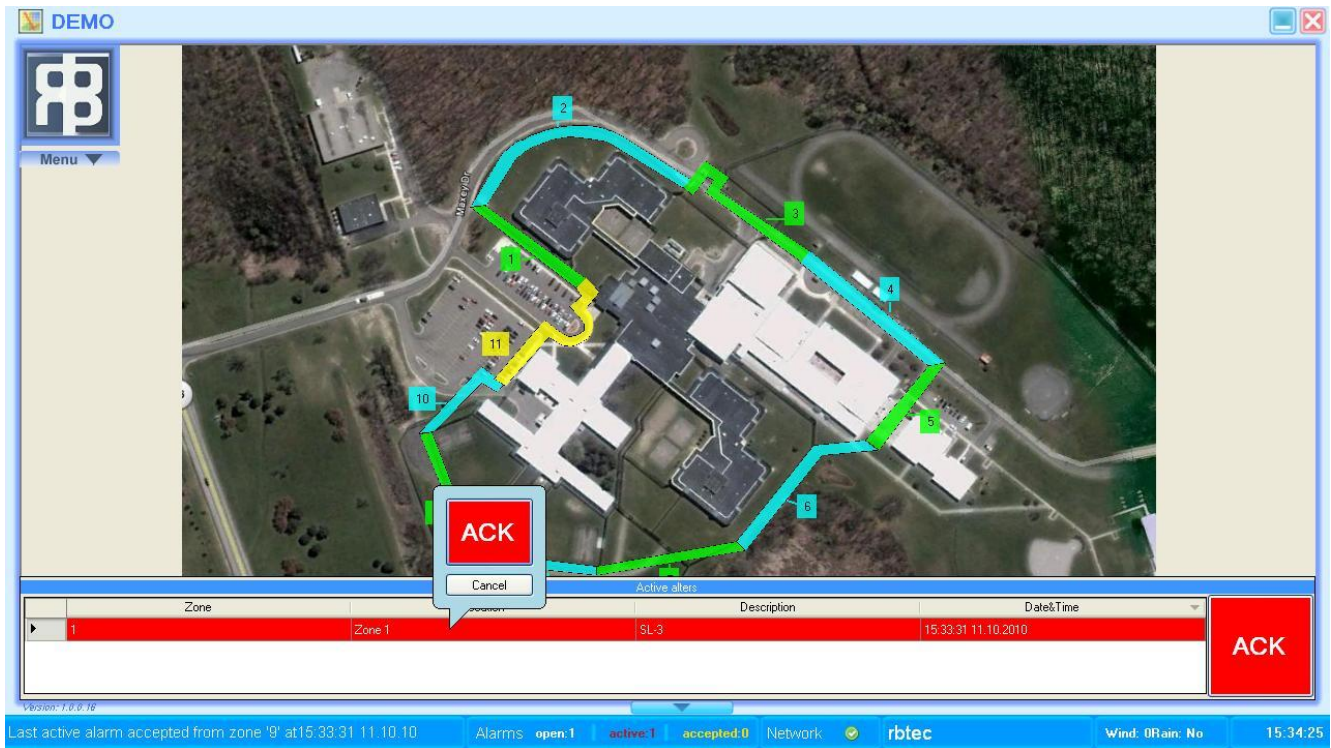 DEMO
Menu
2
Maxcy Dr
3
1
4
11
10
5
6
ACK
Cancel
Active alters
Zone
Description
Date&Time
1
Zone 1
SL-3
15:33:31 11.10.2010
ACK
Version: 1.0.0.16
Last active alarm accepted from zone '9' at15:33:31 11.10.10
Alarms open:1 active:1 accepted:0
Network
rbtec
Wind: 0Rain: No
15:34:25